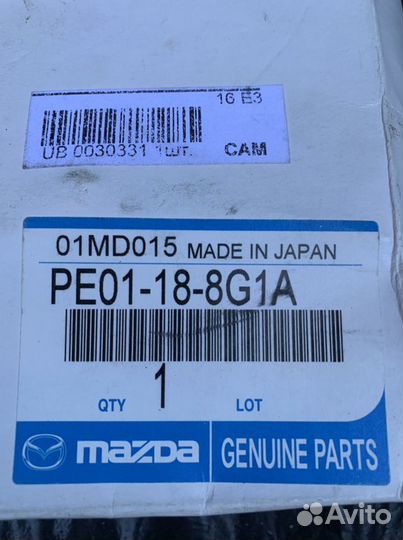 16 E3
UB 0030331 1ШТ. CAM
01MD015 MADE IN JAPAN
PE01-18-8G1A
QTY 1 LOT
mazda GENUINE PARTS
Avito